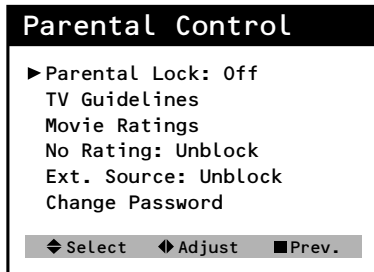 Parental Control
►Parental Lock: Off
TV Guidelines
Movie Ratings
No Rating: Unblock
Ext. Source: Unblock
Change Password
Select Adjust Prev.